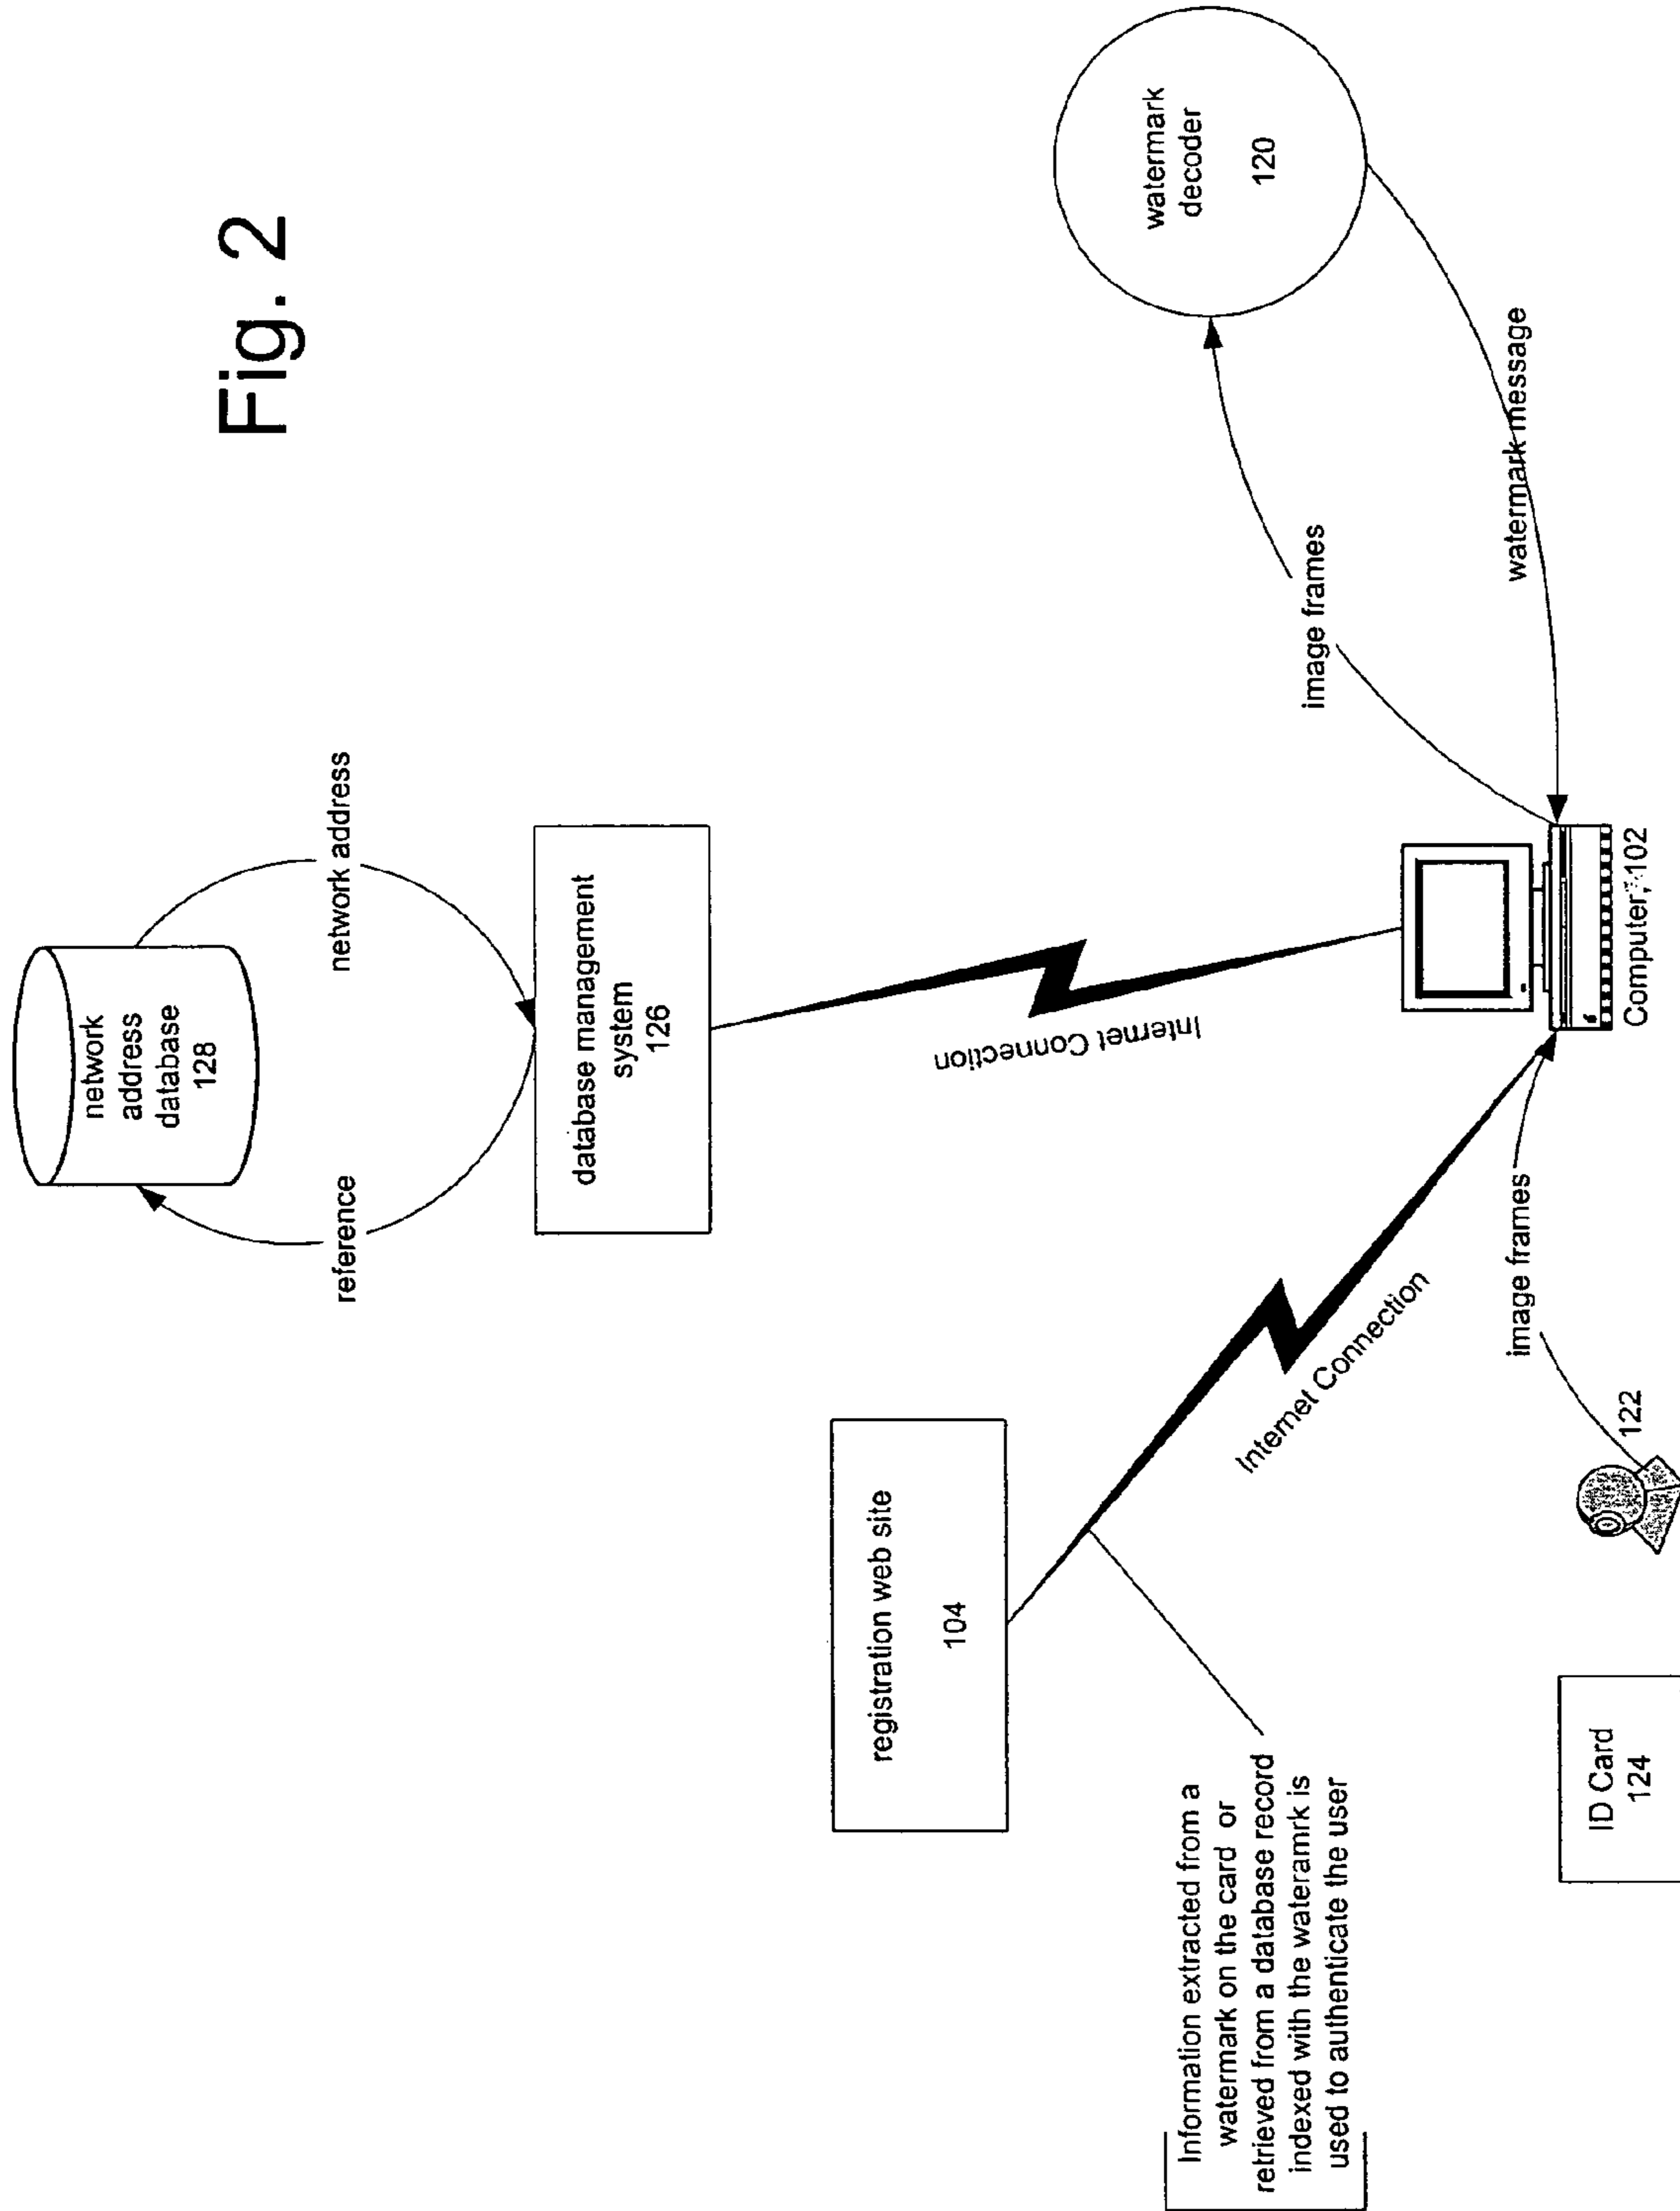 Fig. 2
network
address
database
128
reference
network address
database management
system
126
Internet Connection
registration web site
104
Internet Connection
Information extracted from a
watermark on the card or
retrieved from a database record
indexed with the wateramrk is
used to authenticate the user
ID Card
124
122
image frames
Computer, 102
image frames
watermark message
watermark
decoder
120